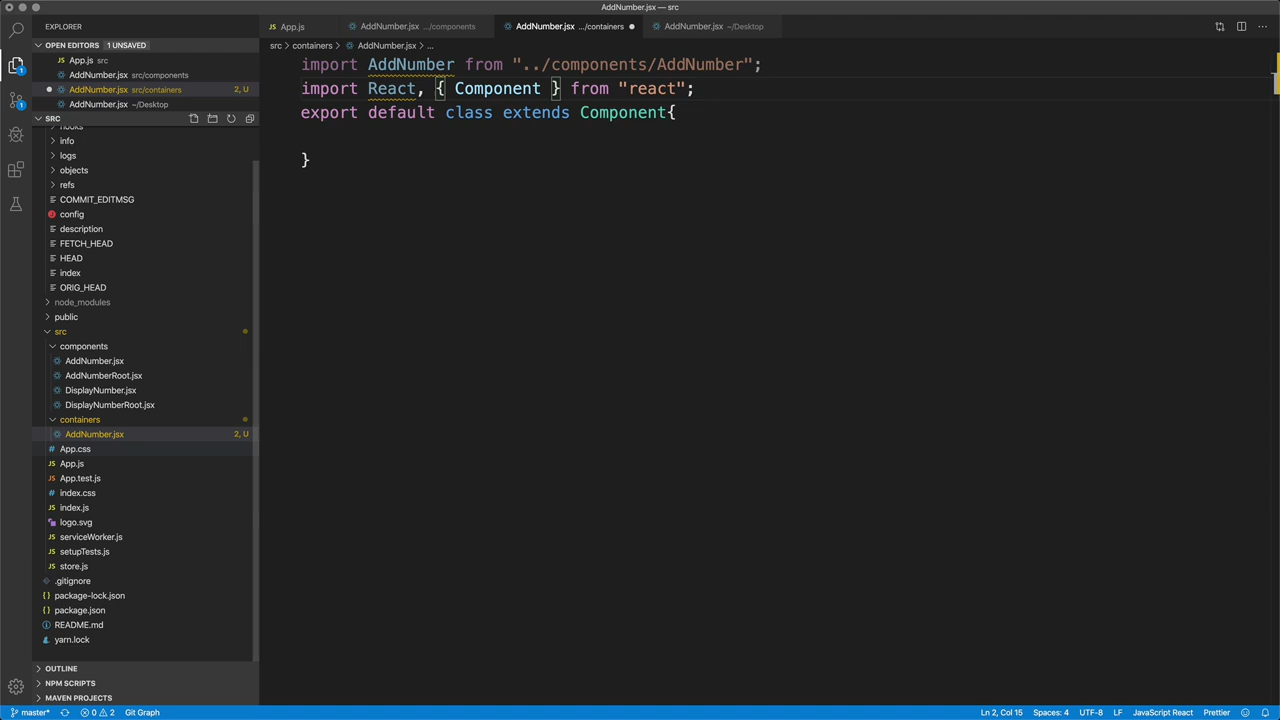 AddNumber.jsx — src
EXPLORER
App.js
AddNumber.jsx .../components
AddNumber.jsx .../containers
AddNumber.jsx ~/Desktop
OPEN EDITORS 1 UNSAVED
src › containers › AddNumber.jsx › ...
App.js src
AddNumber.jsx src/components
AddNumber.jsx src/containers 2, U
AddNumber.jsx ~/Desktop
SRC
hooks
info
logs
objects
refs
COMMIT_EDITMSG
config
description
FETCH_HEAD
HEAD
index
ORIG_HEAD
node_modules
public
src
components
AddNumber.jsx
AddNumberRoot.jsx
DisplayNumber.jsx
DisplayNumberRoot.jsx
containers
AddNumber.jsx 2, U
App.css
App.js
App.test.js
index.css
index.js
logo.svg
serviceWorker.js
setupTests.js
store.js
.gitignore
package-lock.json
package.json
README.md
yarn.lock
OUTLINE
NPM SCRIPTS
MAVEN PROJECTS
import AddNumber from "../components/AddNumber";
import React, { Component } from "react";
export default class extends Component{
}
1
1
master* 0 2 Git Graph
Ln 2, Col 15 Spaces: 4 UTF-8 LF JavaScript React Prettier